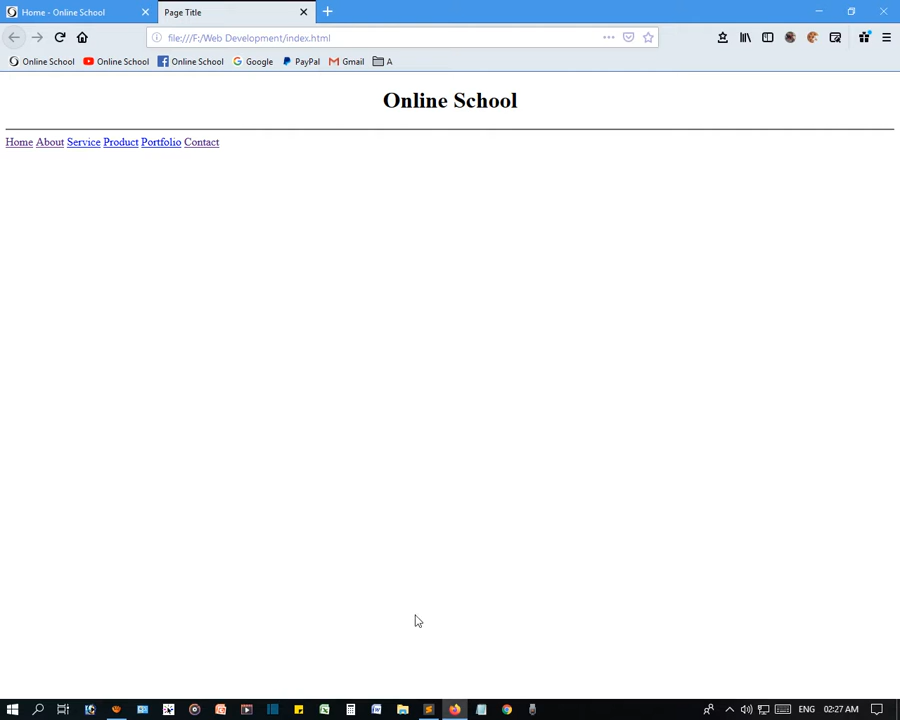 Home - Online School
Page Title
file:///F:/Web Development/index.html
Online School
Online School
Online School
Google
PayPal
Gmail
A
Online School
Home About Service Product Portfolio Contact
ENG
02:27 AM